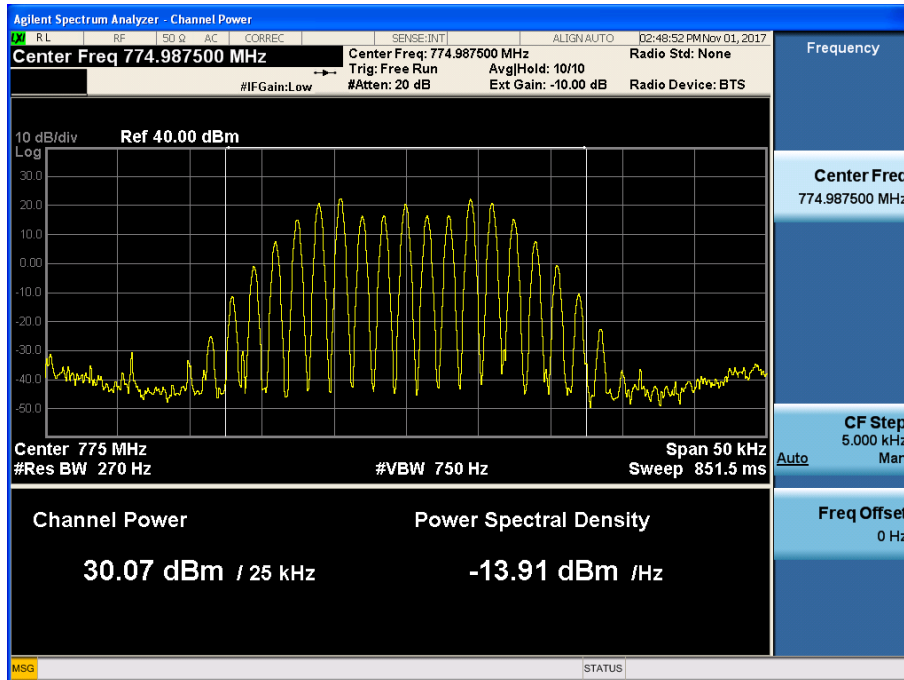 Agilent Spectrum Analyzer - Channel Power
LXI RL RF 50 Ω AC CORREC SENSE:INT ALIGN AUTO 02:48:52 PM Nov 01, 2017
Center Freq 774.987500 MHz
Center Freq: 774.987500 MHz Radio Std: None
Trig: Free Run Avg|Hold: 10/10
#IFGain:Low #Atten: 20 dB Ext Gain: -10.00 dB Radio Device: BTS
10 dB/div Ref 40.00 dBm
Log
30.0
20.0
10.0
0.00
-10.0
-20.0
-30.0
-40.0
-50.0
Center 775 MHz Span 50 kHz
#Res BW 270 Hz #VBW 750 Hz Sweep 851.5 ms
Channel Power Power Spectral Density
30.07 dBm / 25 kHz -13.91 dBm /Hz
Frequency
Center Freq
774.987500 MHz
CF Step
5.000 kHz
Auto Man
Freq Offset
0 Hz
MSG STATUS